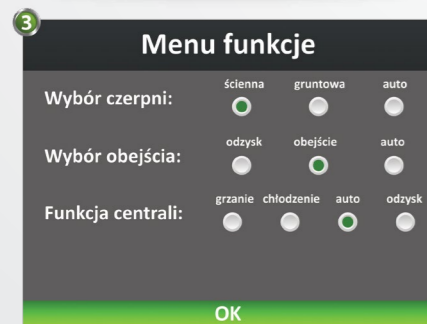 3
Menu funkcje
ścienna gruntowa auto
Wybór czerpni:
odzysk obejście auto
Wybór obejścia:
grzanie chłodzenie auto odzysk
Funkcja centrali:
OK